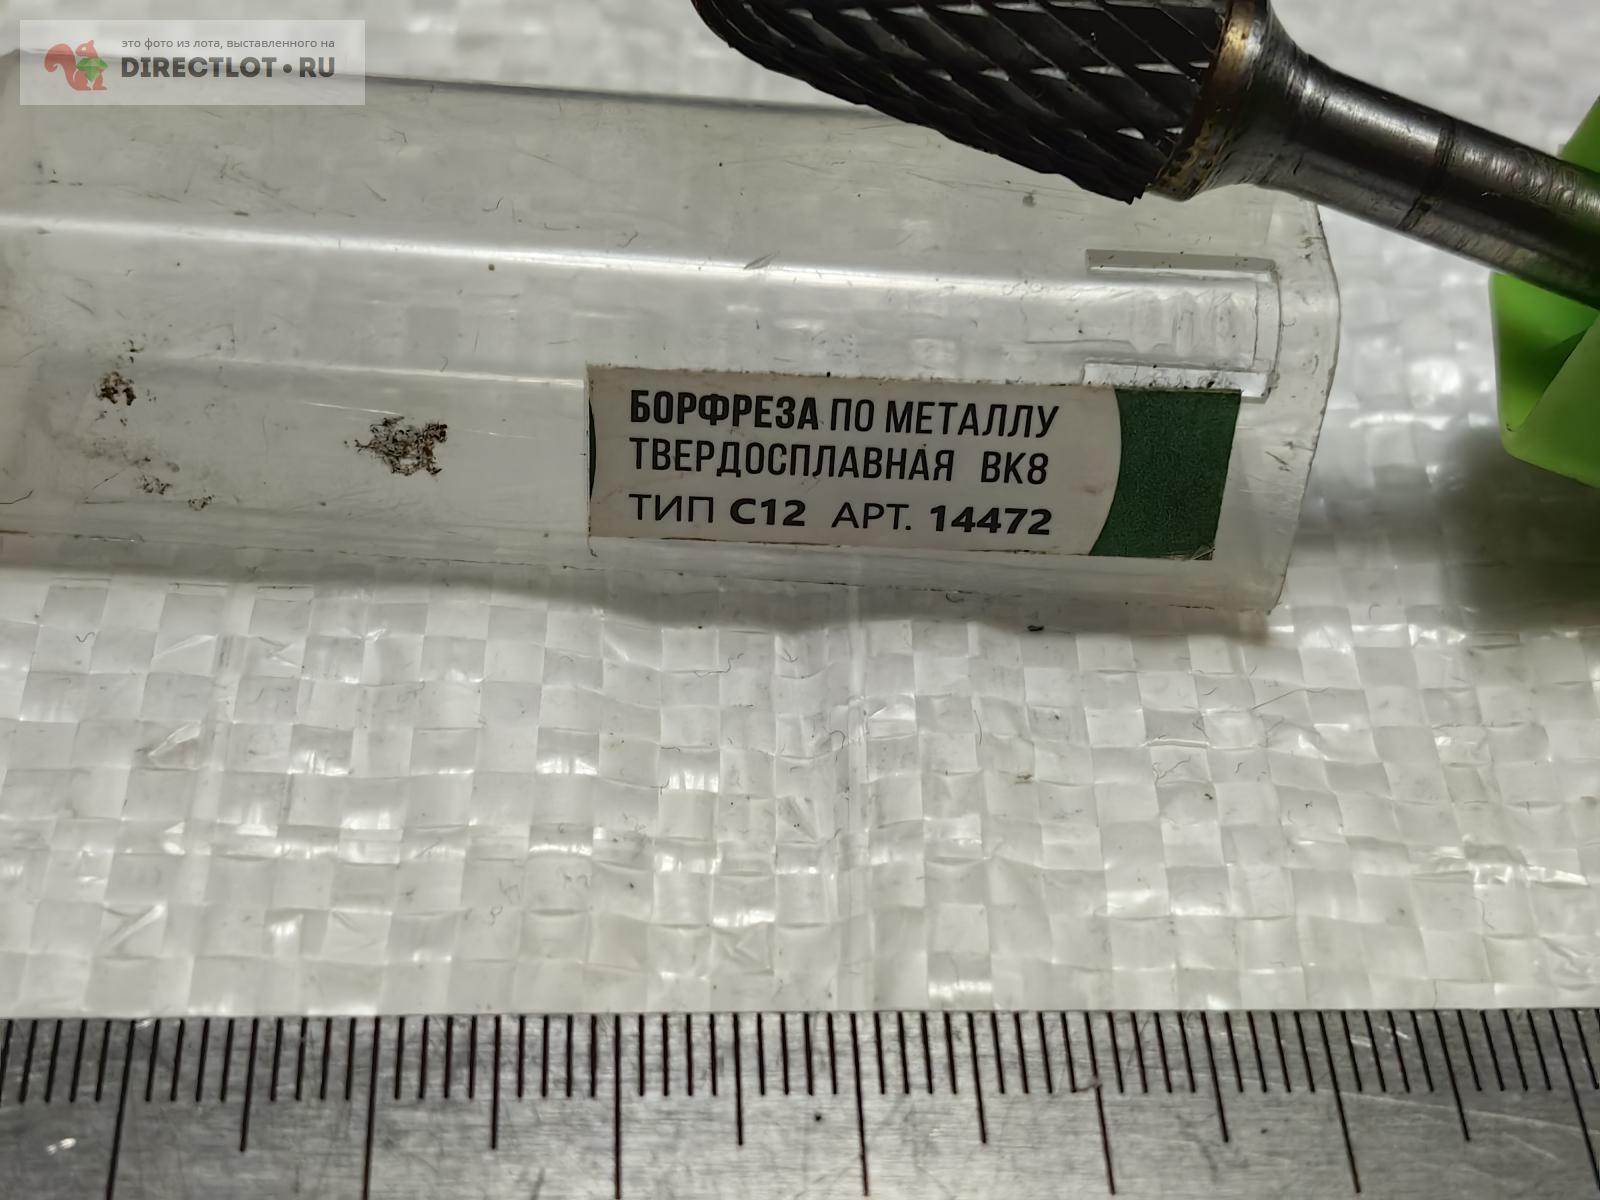 это фото из лота, выставленного на
DIRECTLOT•RU
БОРФРЕЗА ПО МЕТАЛЛУ
ТВЕРДОСПЛАВНАЯ ВК8
ТИП С12 АРТ. 14472